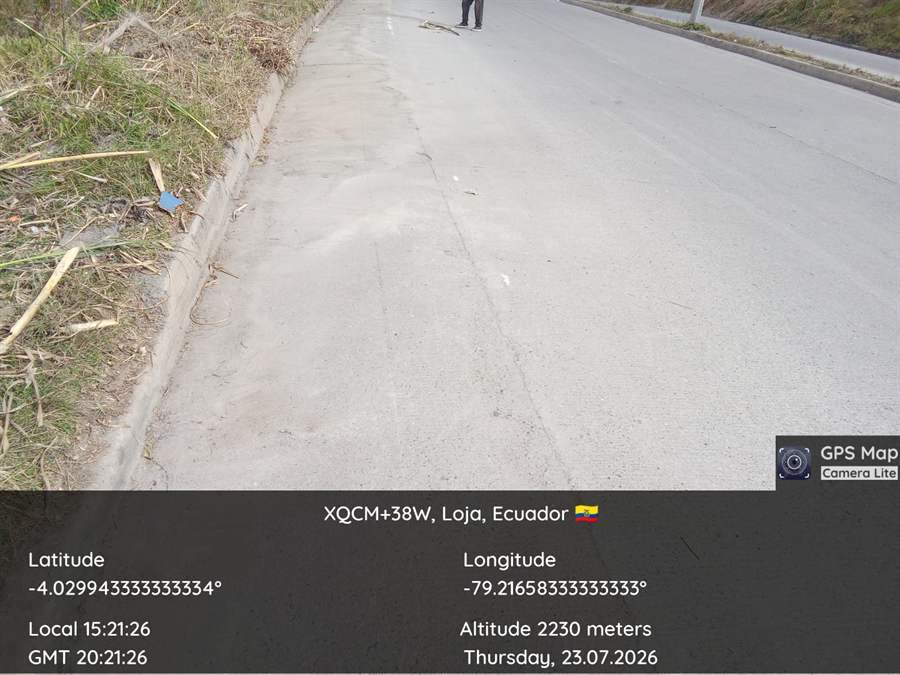 GPS Map
Camera Lite
XQCM+38W, Loja, Ecuador 🇪🇨
Latitude
-4.029943333333334°
Longitude
-79.21658333333333°
Local 15:21:26
GMT 20:21:26
Altitude 2230 meters
Thursday, 23.07.2026